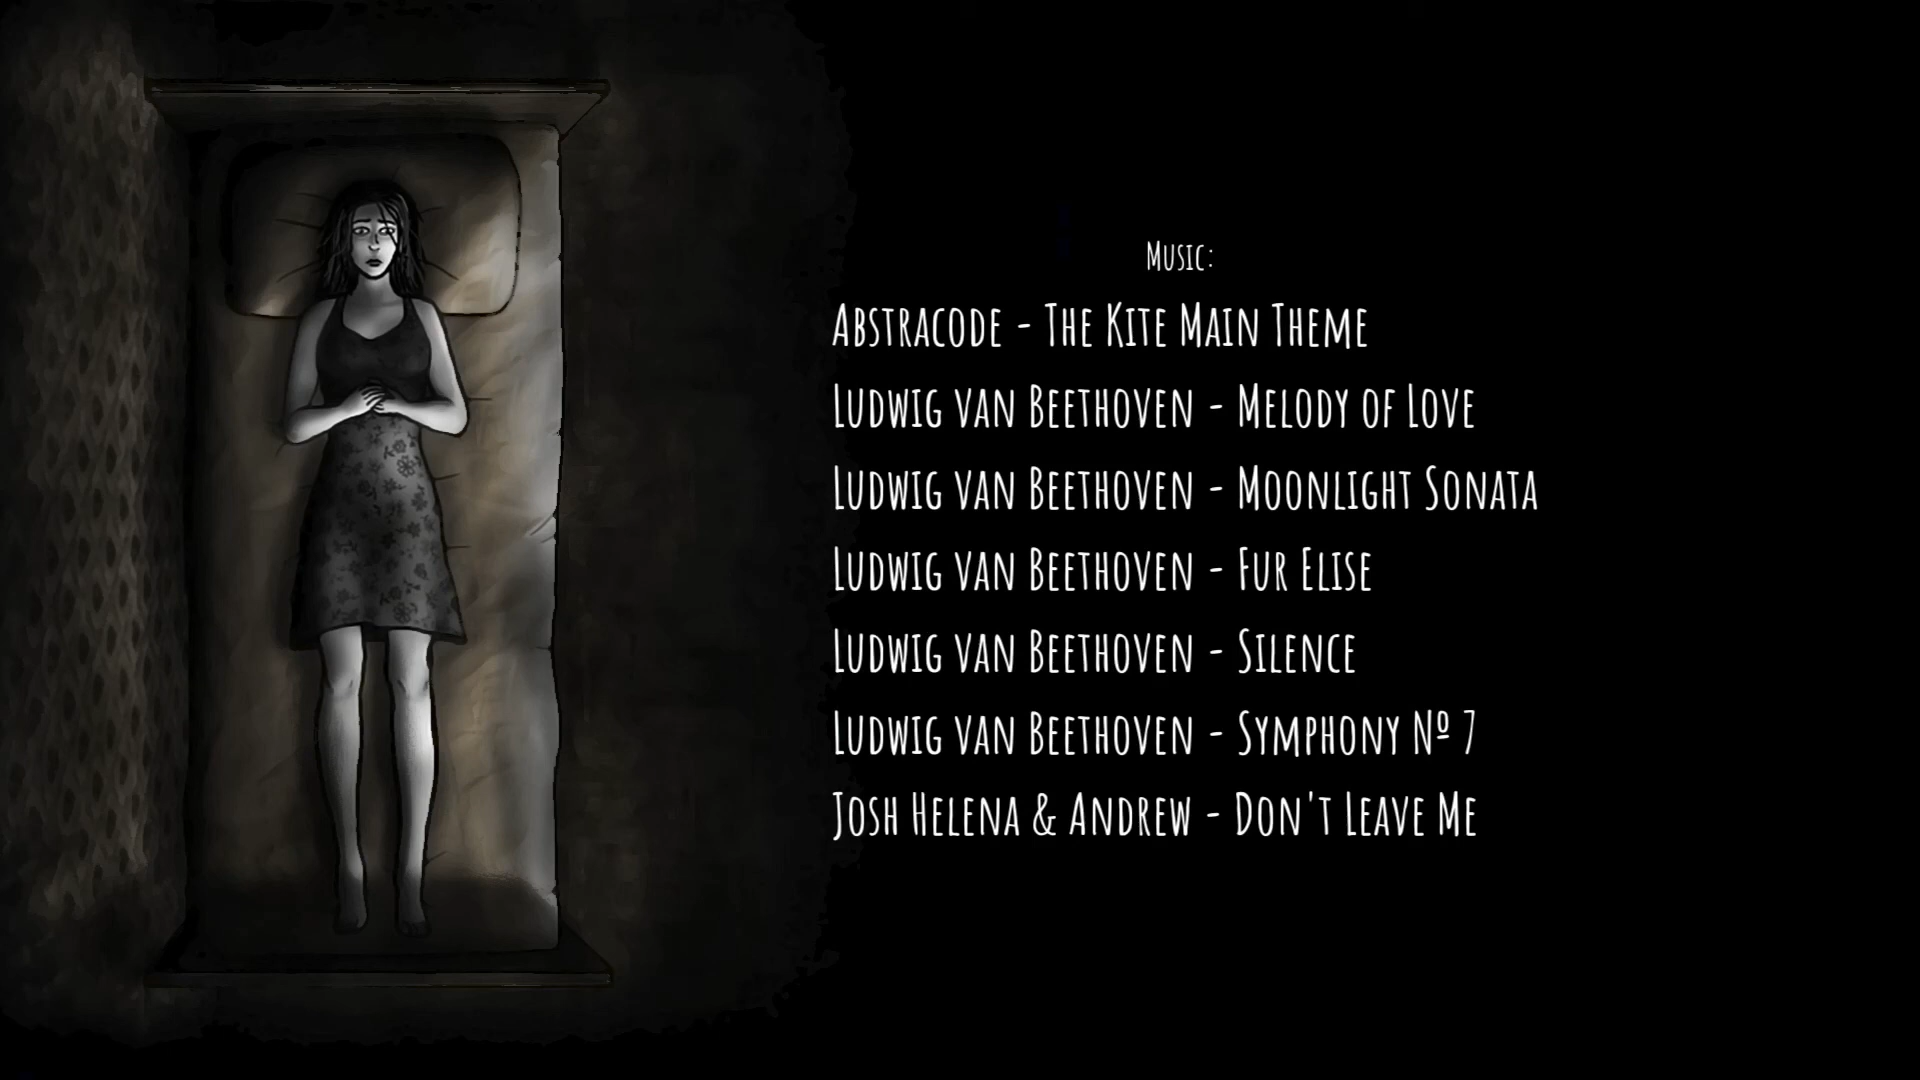 Music:
Abstracode - The Kite Main Theme
Ludwig van Beethoven - Melody of Love
Ludwig van Beethoven - Moonlight Sonata
Ludwig van Beethoven - Fur Elise
Ludwig van Beethoven - Silence
Ludwig van Beethoven - Symphony Nº 7
Josh Helena & Andrew - Don't Leave Me